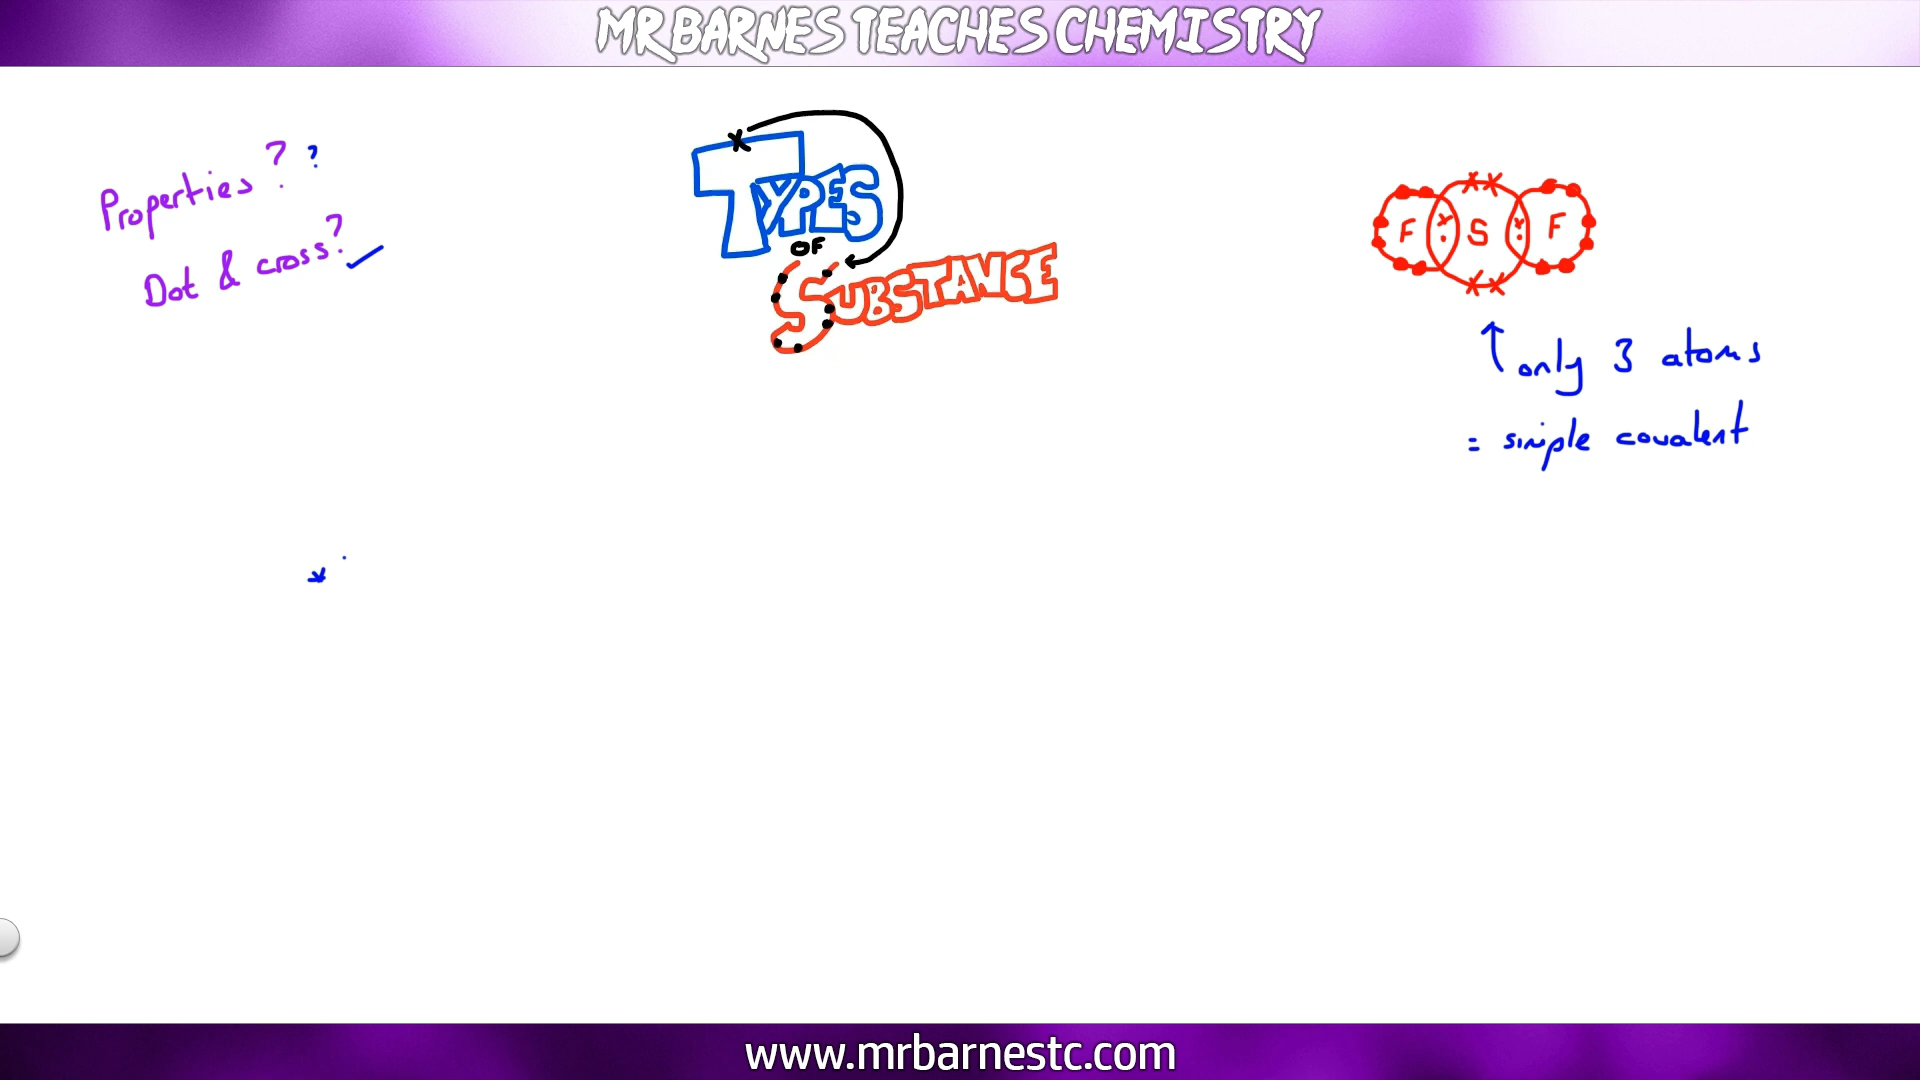 MR BARNES TEACHES CHEMISTRY
Properties? ?
Dot & cross?
TYPES
OF
SUBSTANCE
F S F
↑ only 3 atoms
= simple covalent
www.mrbarnestc.com